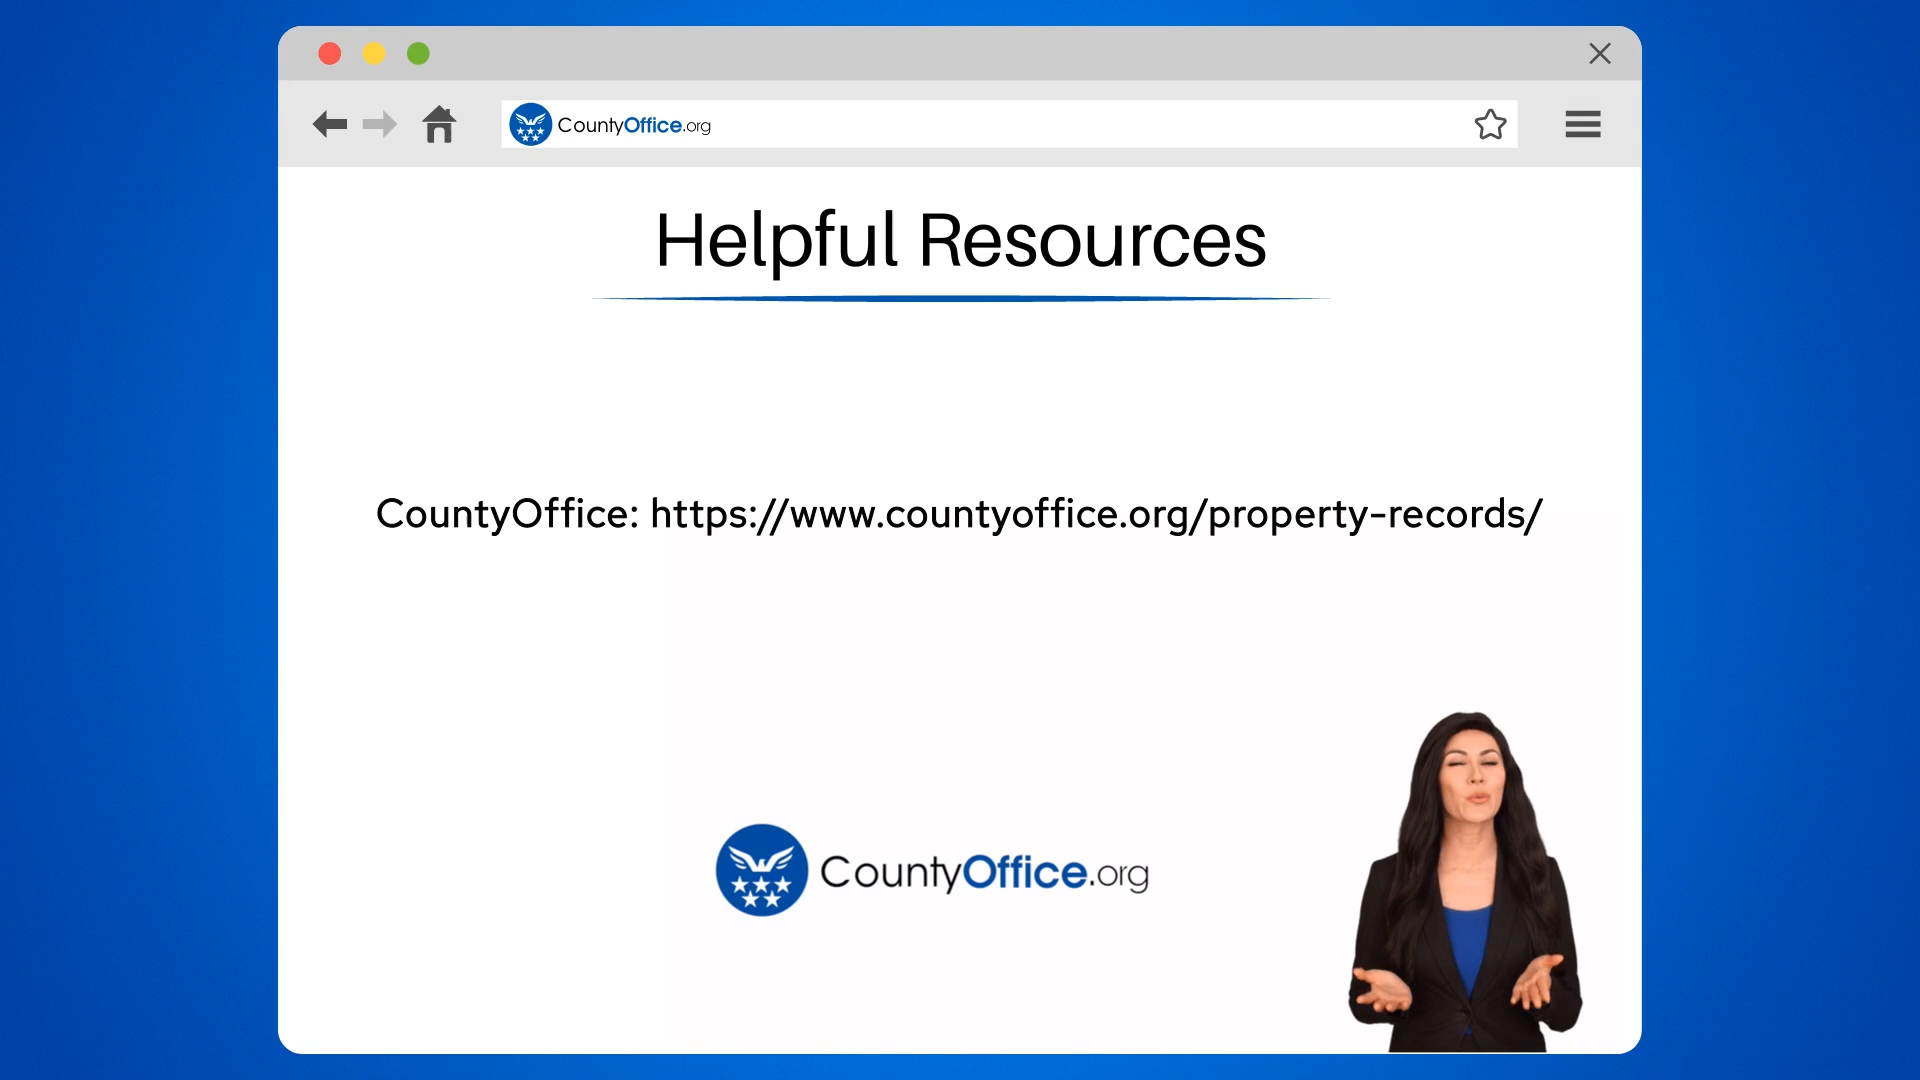 CountyOffice.org
Helpful Resources
CountyOffice: https://www.countyoffice.org/property-records/
CountyOffice.org